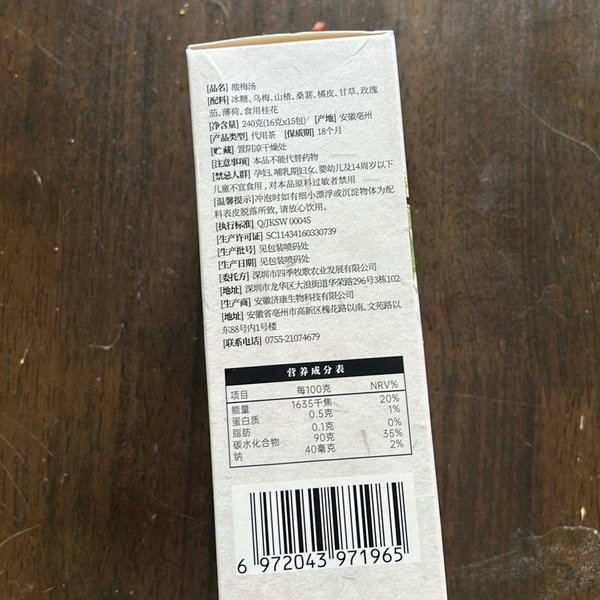 [品名] 酸梅汤
[配料] 冰糖、乌梅、山楂、桑葚、橘皮、甘草、玫瑰
茄、薄荷、食用桂花
[净含量] 240克(16克x15包) [产地] 安徽亳州
[产品类型] 代用茶 [保质期] 18个月
[贮藏] 置阴凉干燥处
[注意事项] 本品不能代替药物
[禁忌人群] 孕妇、哺乳期妇女、婴幼儿及14周岁以下
儿童不宜食用，对本品原料过敏者禁用
[温馨提示] 冲泡时如有细小漂浮或沉淀物体为配
料表皮脱落所致，请放心饮用。
[执行标准] Q/JKSW 0004S
[生产许可证] SC11434160330739
[生产批号] 见包装喷码处
[生产日期] 见包装喷码处
[委托方] 深圳市四季牧歌农业发展有限公司
[地址] 深圳市龙华区大浪街道华荣路296号3栋102
[生产商] 安徽济康生物科技有限公司
[地址] 安徽省亳州市高新区槐花路以南、文苑路以
东88号内1号楼
[联系电话] 0755-21074679
营养成分表
项目 每100克 NRV%
能量 1635千焦 20%
蛋白质 0.5克 1%
脂肪 0.1克 0%
碳水化合物 90克 35%
钠 40毫克 2%
6 972043 971965